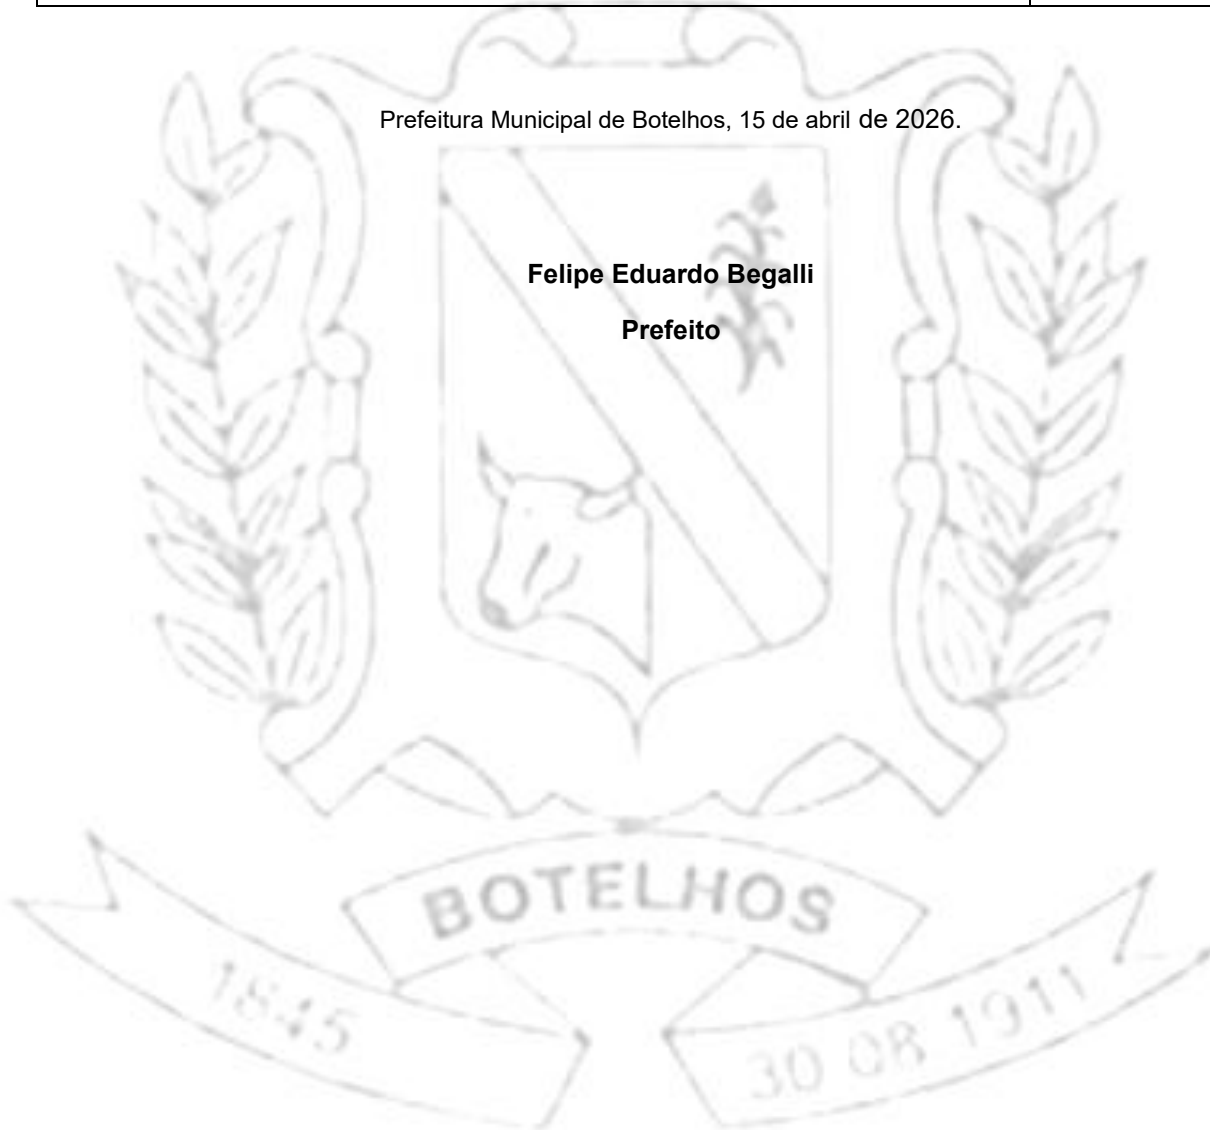 Prefeitura Municipal de Botelhos, 15 de abril de 2026.
Felipe Eduardo Begalli
Prefeito
BOTELHOS
1845
30 08 1911